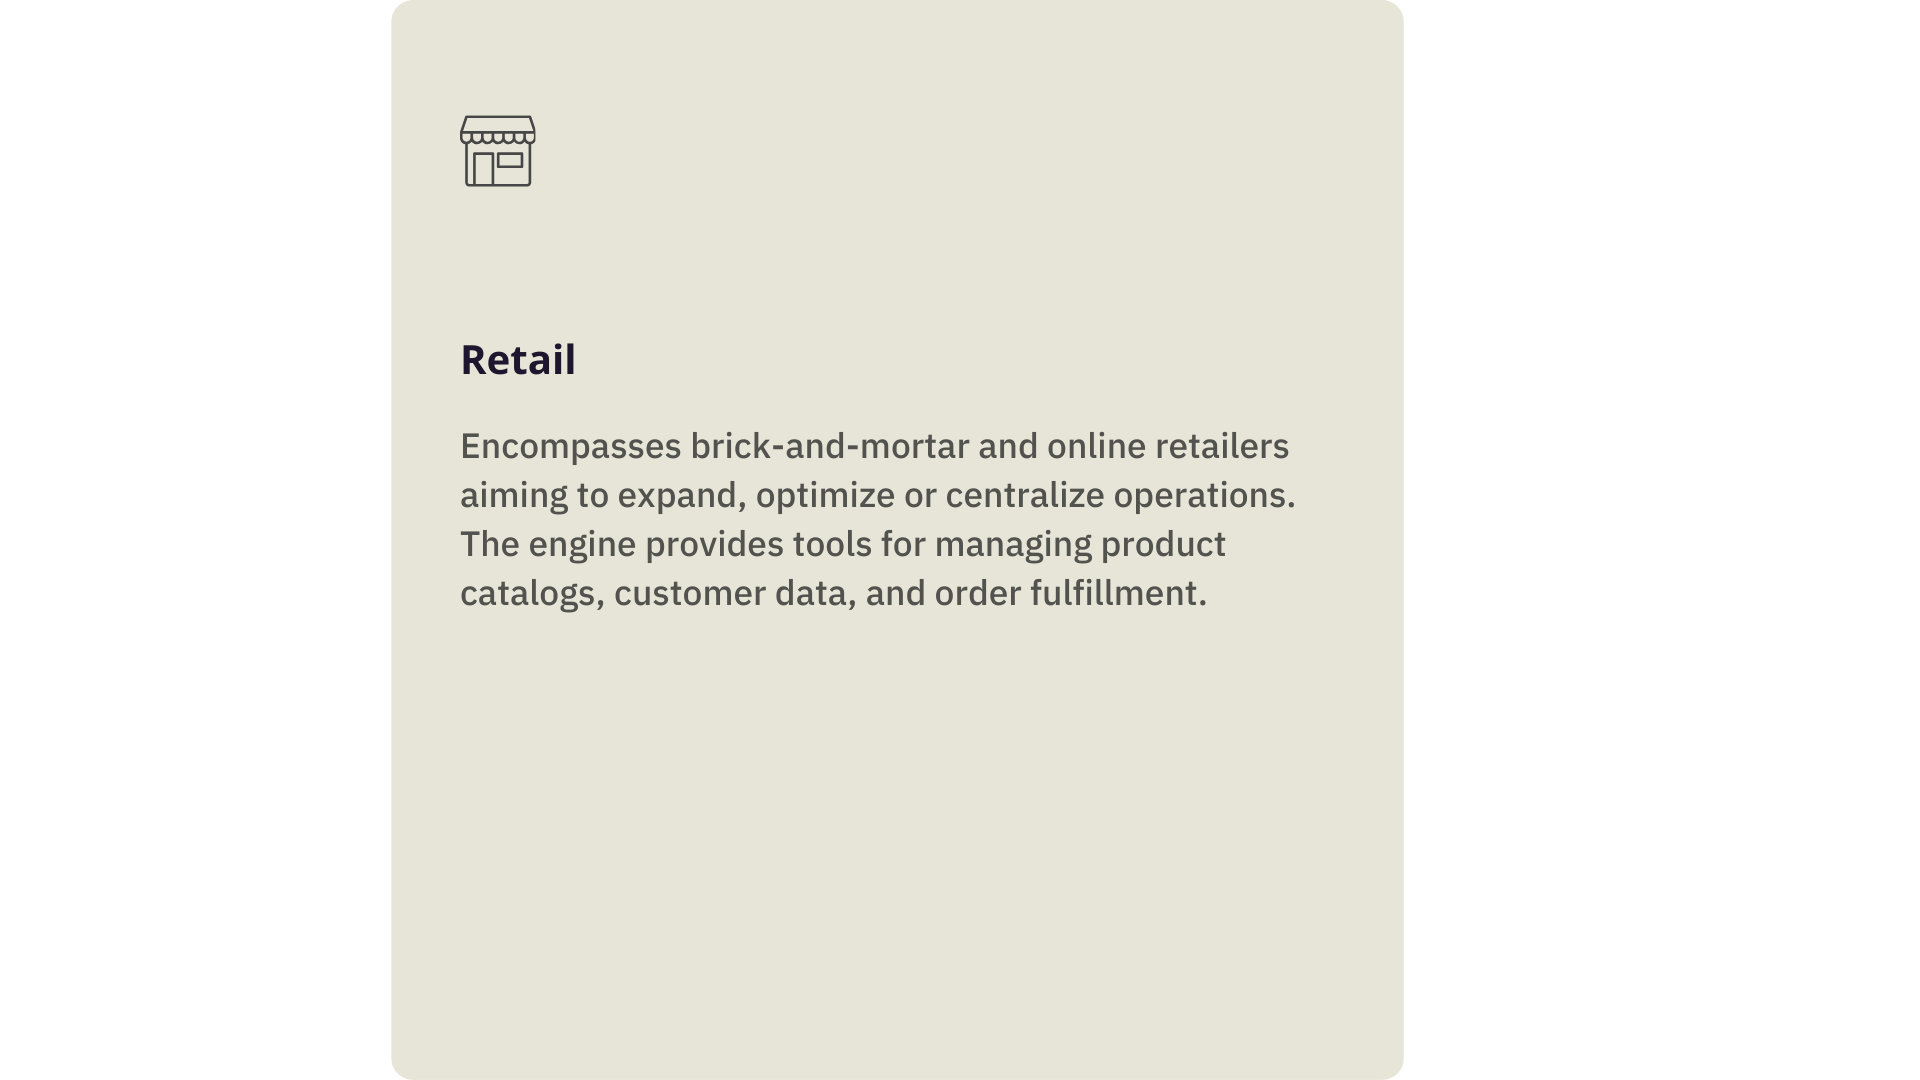 Retail
Encompasses brick-and-mortar and online retailers
aiming to expand, optimize or centralize operations.
The engine provides tools for managing product
catalogs, customer data, and order fulfillment.